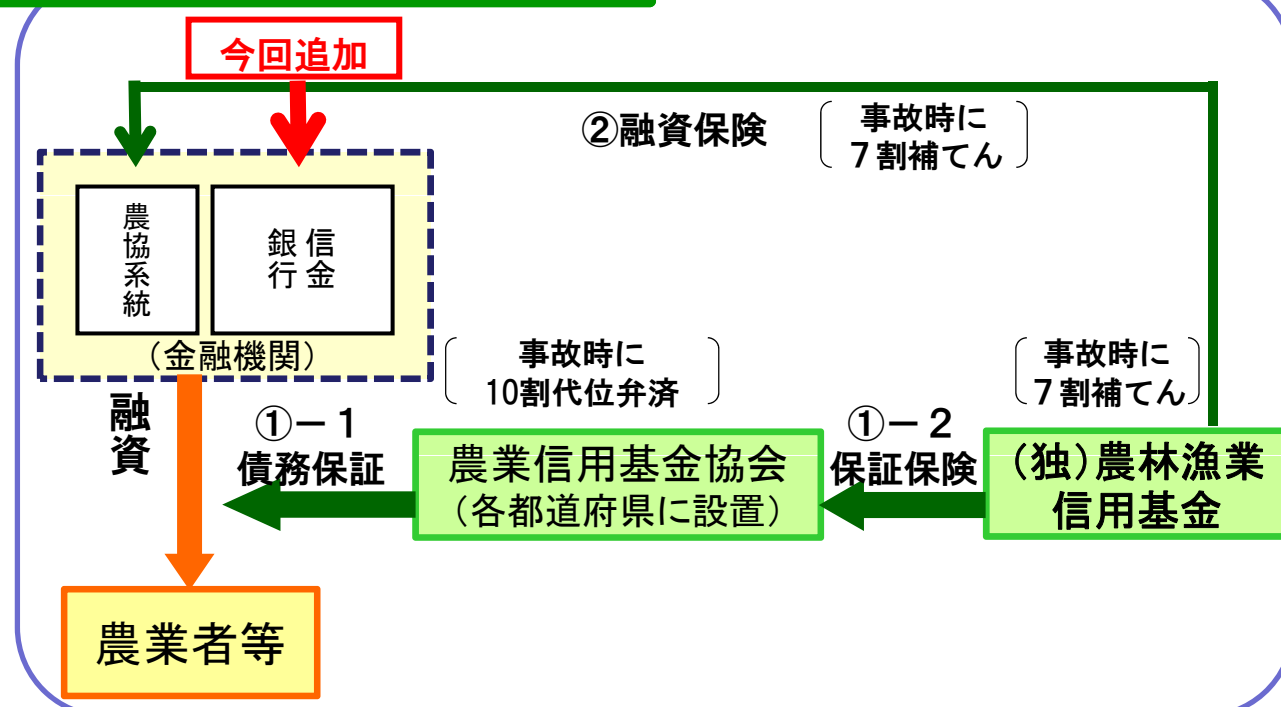 今回追加
②融資保険
事故時に
７割補てん
農協系統
銀行
信金
（金融機関）
融資
事故時に
10割代位弁済
事故時に
７割補てん
①－１
債務保証
農業信用基金協会
（各都道府県に設置）
①－２
保証保険
（独）農林漁業
信用基金
農業者等